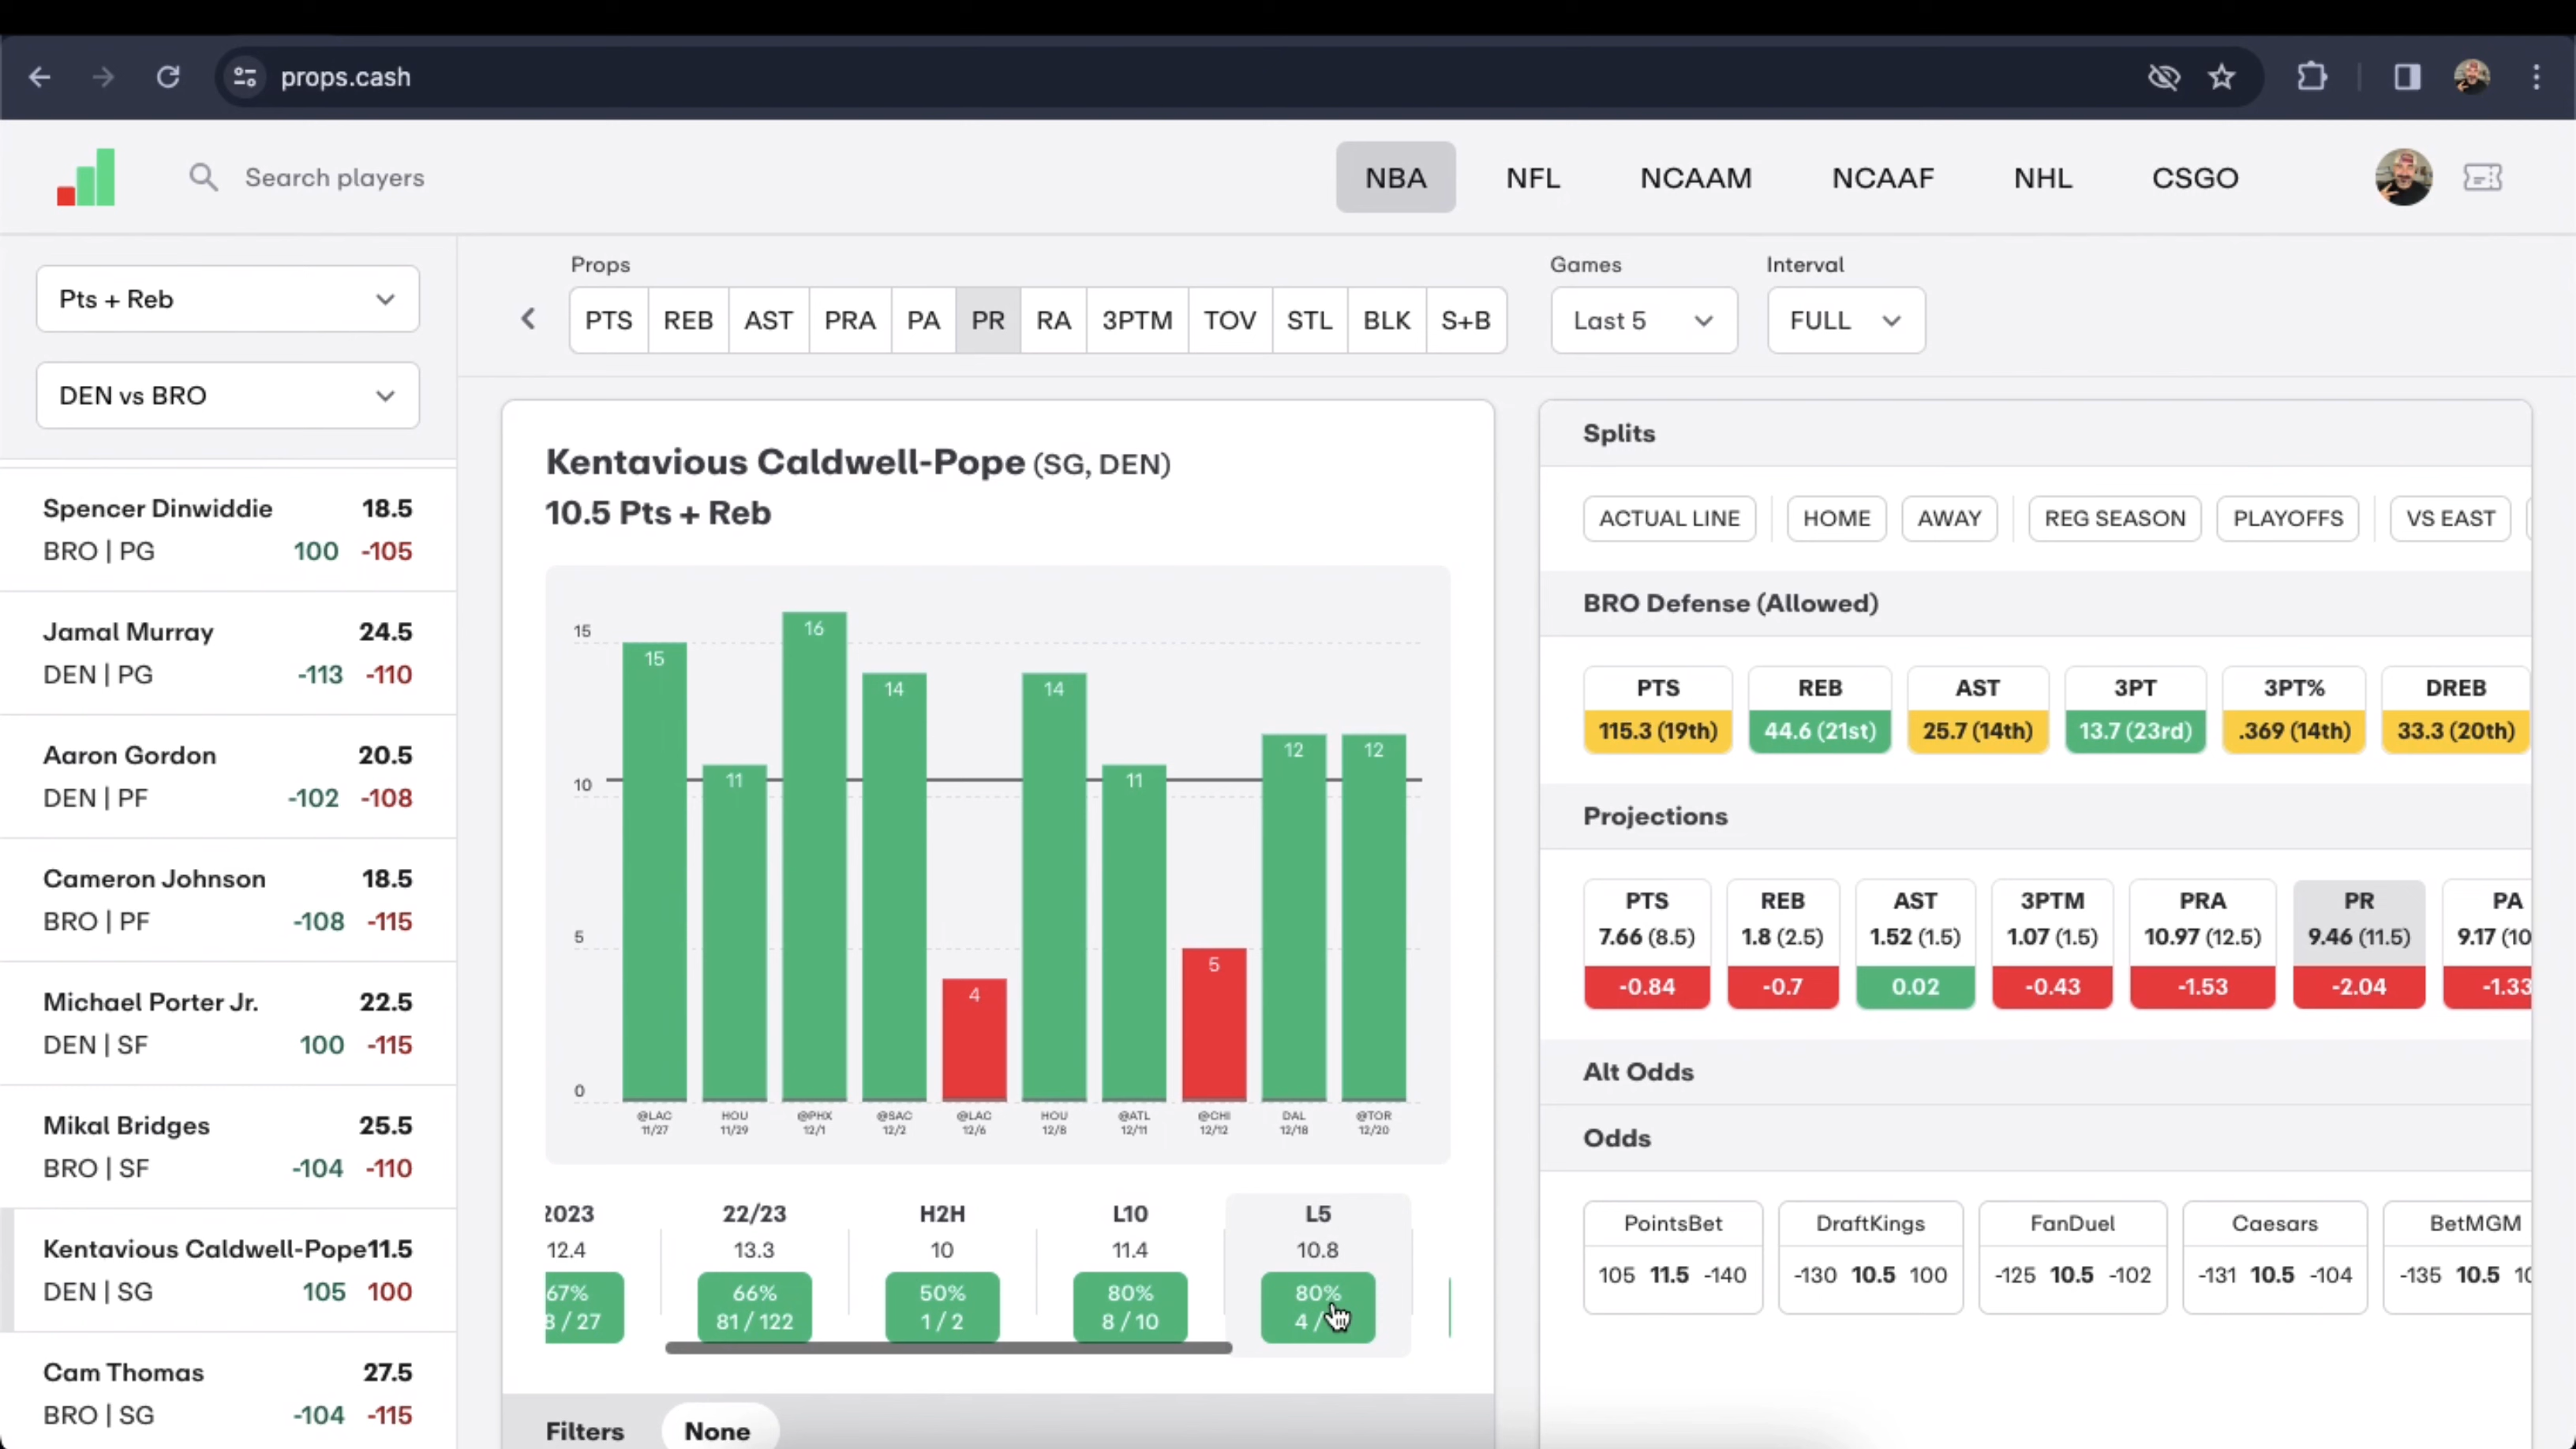 props.cash
Search players
NBA NFL NCAAM NCAAF NHL CSGO
Pts + Reb
DEN vs BRO
Spencer Dinwiddie 18.5
BRO | PG 100 -105
Jamal Murray 24.5
DEN | PG -113 -110
Aaron Gordon 20.5
DEN | PF -102 -108
Cameron Johnson 18.5
BRO | PF -108 -115
Michael Porter Jr. 22.5
DEN | SF 100 -115
Mikal Bridges 25.5
BRO | SF -104 -110
Kentavious Caldwell-Pope 11.5
DEN | SG 105 100
Cam Thomas 27.5
BRO | SG -104 -115
Props
PTS REB AST PRA PA PR RA 3PTM TOV STL BLK S+B
Games
Last 5
Interval
FULL
Kentavious Caldwell-Pope (SG, DEN)
10.5 Pts + Reb
15
10
5
0
15 11 16 14 4 14 11 5 12 12
@LAC HOU @PHX @SAC @LAC HOU @ATL @CHI DAL @TOR
11/27 11/29 12/1 12/2 12/6 12/8 12/11 12/12 12/18 12/20
2023 22/23 H2H L10 L5
12.4 13.3 10 11.4 10.8
67% 66% 50% 80% 80%
8 / 27 81 / 122 1 / 2 8 / 10 4 /
Filters None
Splits
ACTUAL LINE HOME AWAY REG SEASON PLAYOFFS VS EAST
BRO Defense (Allowed)
PTS REB AST 3PT 3PT% DREB
115.3 (19th) 44.6 (21st) 25.7 (14th) 13.7 (23rd) .369 (14th) 33.3 (20th)
Projections
PTS REB AST 3PTM PRA PR PA
7.66 (8.5) 1.8 (2.5) 1.52 (1.5) 1.07 (1.5) 10.97 (12.5) 9.46 (11.5) 9.17 (10
-0.84 -0.7 0.02 -0.43 -1.53 -2.04 -1.33
Alt Odds
Odds
PointsBet DraftKings FanDuel Caesars BetMGM
105 11.5 -140 -130 10.5 100 -125 10.5 -102 -131 10.5 -104 -135 10.5 10